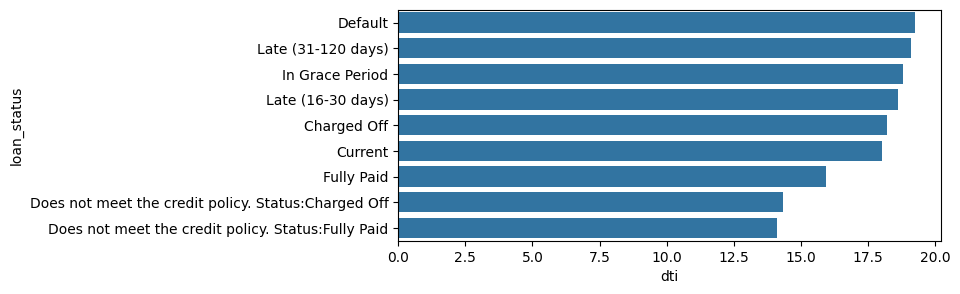 loan_status
Default
Late (31-120 days)
In Grace Period
Late (16-30 days)
Charged Off
Current
Fully Paid
Does not meet the credit policy. Status:Charged Off
Does not meet the credit policy. Status:Fully Paid
0.0 2.5 5.0 7.5 10.0 12.5 15.0 17.5 20.0
dti